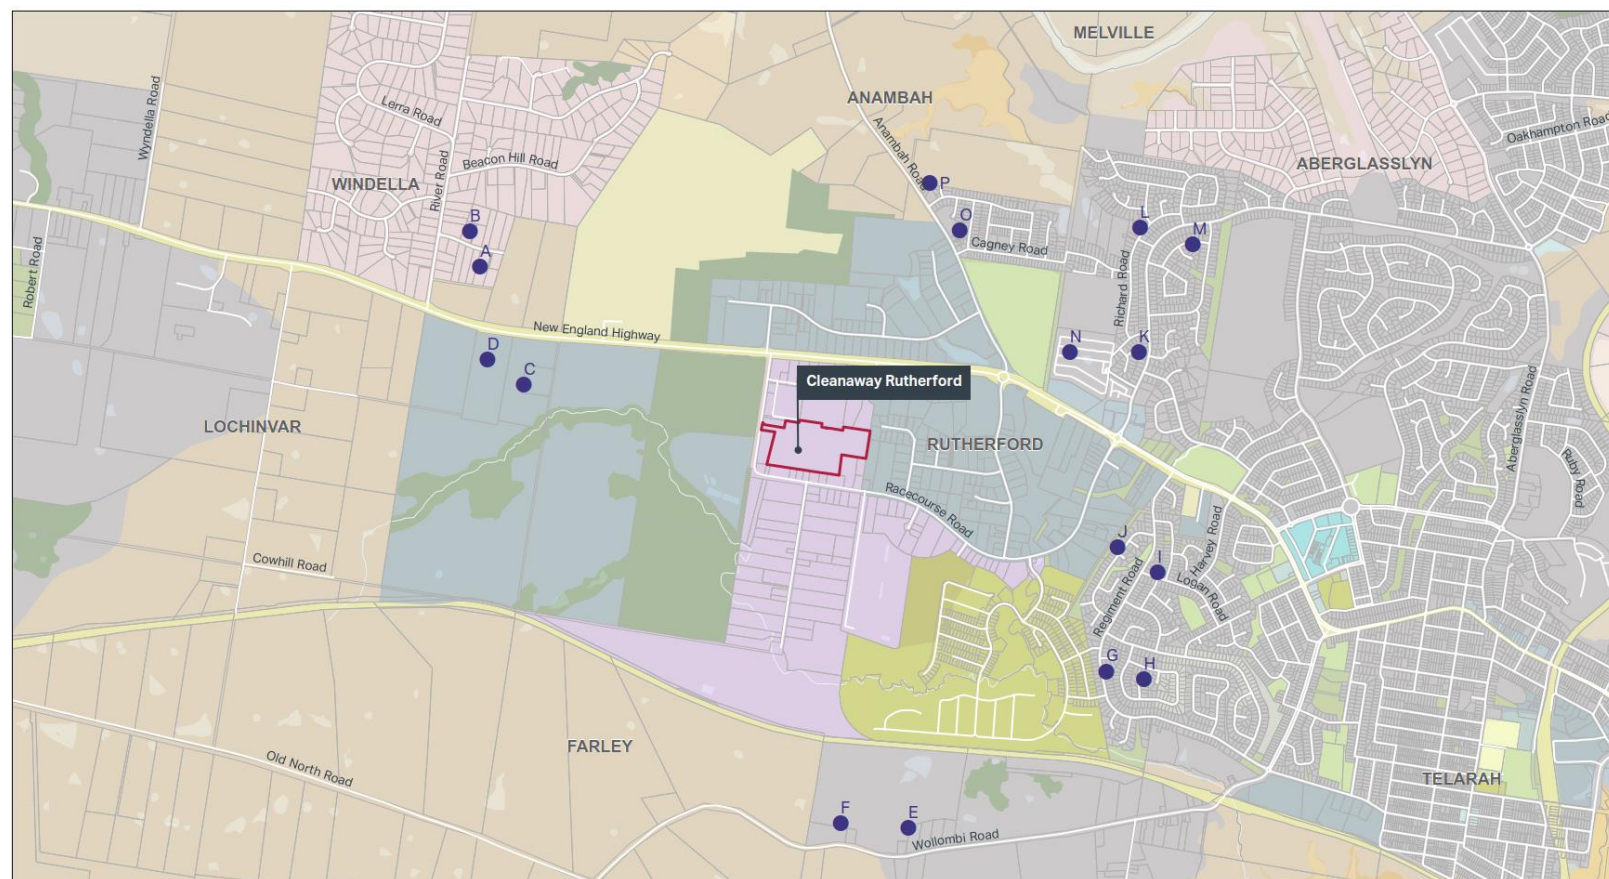 MELVILLE
Wyndella Road
Lerra Road
ANAMBAH
Anambah Road
Oakhampton Road
Beacon Hill Road
ABERGLASSLYN
WINDELLA
River Road
P
B
O
L
M
A
Cagney Road
Robert Road
Richard Road
New England Highway
D
C
N
K
Cleanaway Rutherford
LOCHINVAR
RUTHERFORD
Aberglasslyn Road
Ruby Road
Racecourse Road
Harvey Road
J
I
Cowhill Road
Regiment Road
Logan Road
G
H
FARLEY
Old North Road
TELARAH
F
E
Wollombi Road